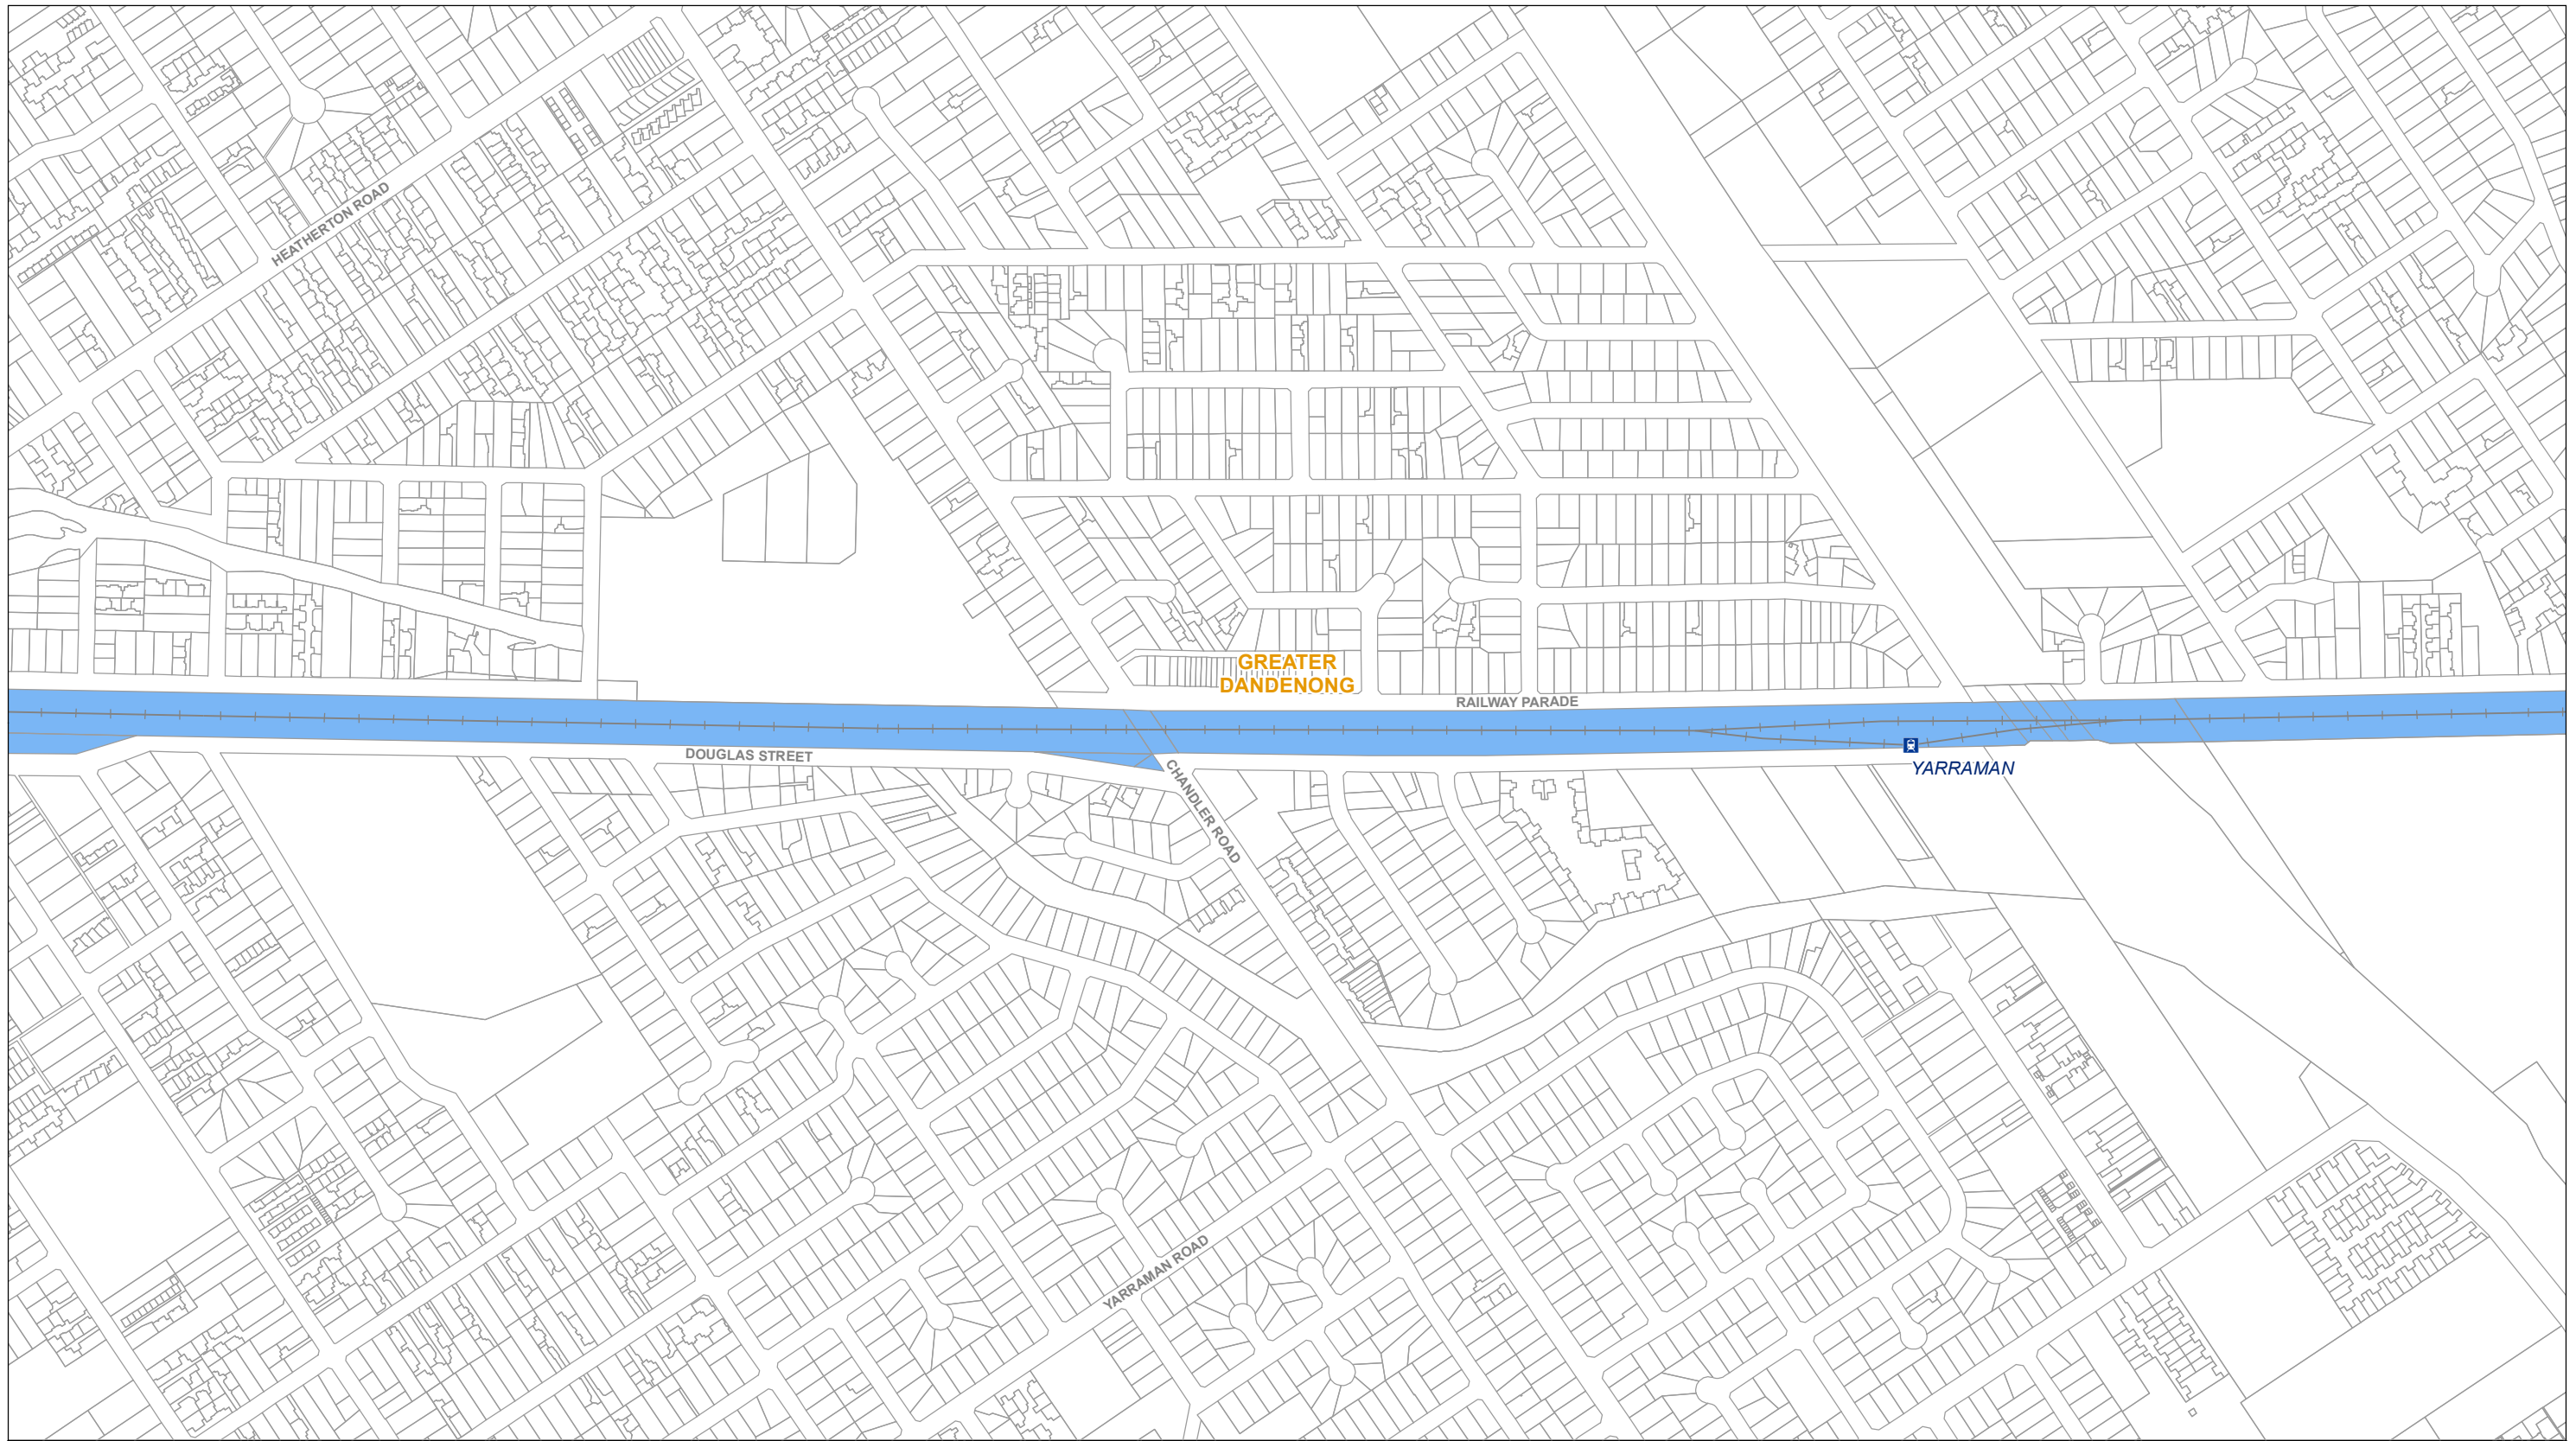 HEATHERTON ROAD
GREATER
DANDENONG
RAILWAY PARADE
DOUGLAS STREET
CHANDLER ROAD
YARRAMAN
YARRAMAN ROAD